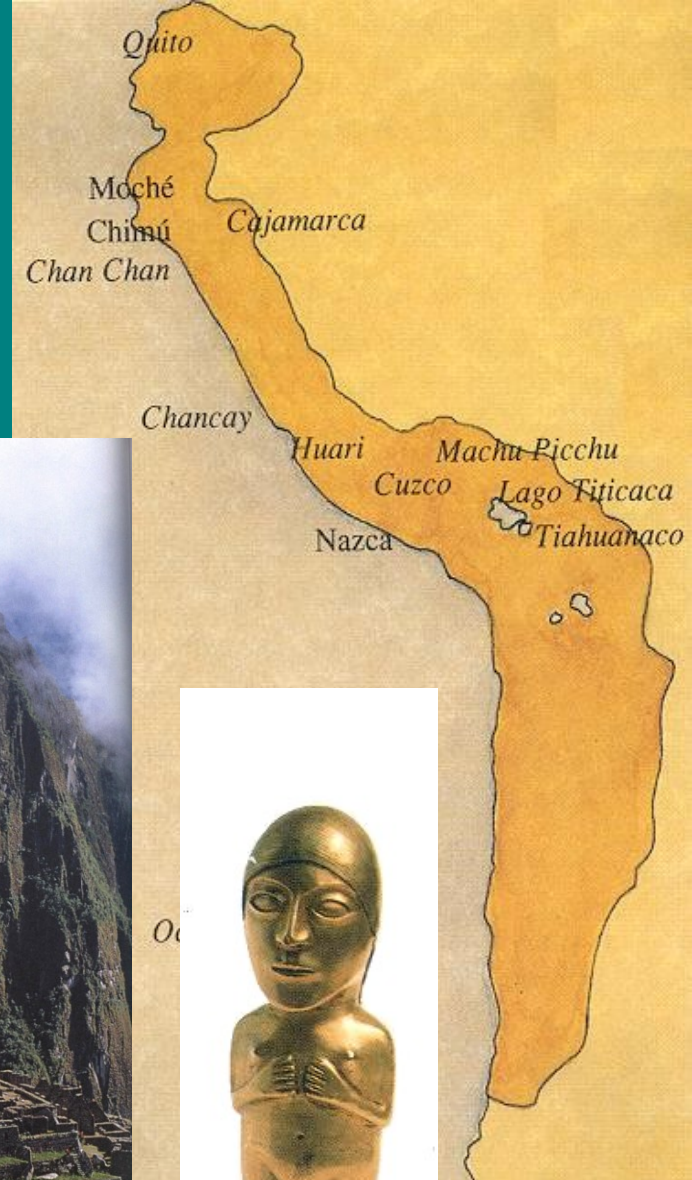 Quito
Moché
Cajamarca
Chimú
Chan Chan
Chancay
Huari
Machu Picchu
Cuzco
Lago Titicaca
Tiahuanaco
Nazca